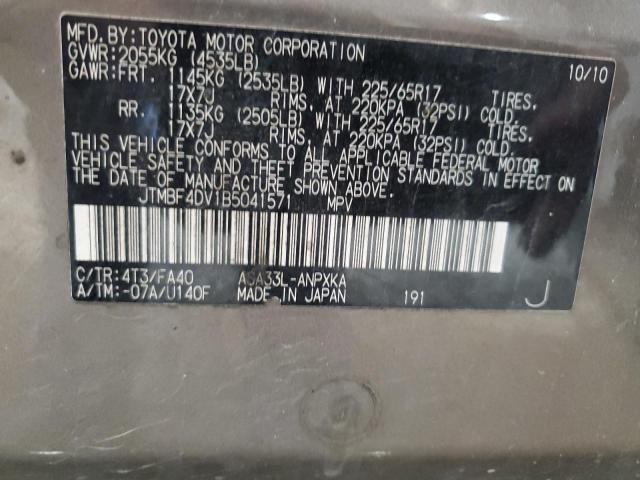 MFD. BY: TOYOTA MOTOR CORPORATION 10/10
GVWR: 2055KG (4535LB)
GAWR: FRT. 1145KG (2535LB) WITH 225/65R17 TIRES,
17X7J RIMS, AT 220KPA (32PSI) COLD.
RR. 1135KG (2505LB) WITH 225/65R17 TIRES,
17X7J RIMS, AT 220KPA (32PSI) COLD.
THIS VEHICLE CONFORMS TO ALL APPLICABLE FEDERAL MOTOR
VEHICLE SAFETY AND THEFT PREVENTION STANDARDS IN EFFECT ON
THE DATE OF MANUFACTURE SHOWN ABOVE.
JTMBF4DV1B5041571 MPV
C/TR: 4T3/FA40 ASA33L-ANPXKA
A/TM: -07A/U140F MADE IN JAPAN 191 J